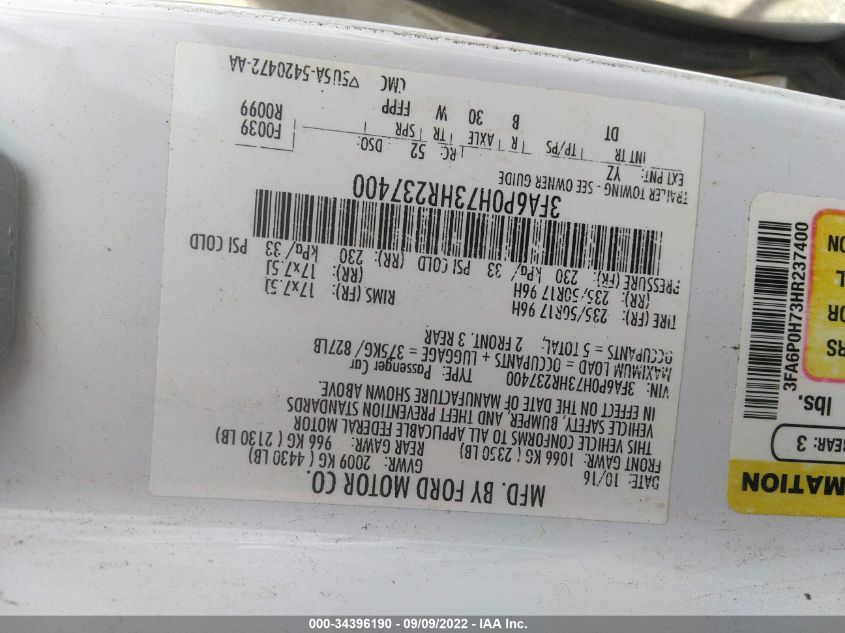 MFD. BY FORD MOTOR CO.
DATE: 10/16 GVWR: 2009 KG ( 4430 LB)
FRONT GAWR: 1066 KG ( 2350 LB) REAR GAWR: 966 KG ( 2130 LB)
THIS VEHICLE CONFORMS TO ALL APPLICABLE FEDERAL MOTOR
VEHICLE SAFETY, BUMPER, AND THEFT PREVENTION STANDARDS
IN EFFECT ON THE DATE OF MANUFACTURE SHOWN ABOVE.
VIN: 3FA6P0H73HR237400 TYPE: Passenger Car
MAXIMUM LOAD = OCCUPANTS + LUGGAGE = 375KG/ 827LB
OCCUPANTS = 5 TOTAL; 2 FRONT. 3 REAR
TIRE (FR): 235/50R17 96H RIMS (FR): 17x7.5J
(RR): 235/50R17 96H (RR): 17x7.5J
PRESSURE (FR): 230 kPa/ 33 PSI COLD (RR): 230 kPa/ 33 PSI COLD
3FA6P0H73HR237400
TRAILER TOWING - SEE OWNER GUIDE
EXT PNT: YZ RC: 52 DSO: F0039
INT TR TP/PS R AXLE TR SPR R0099
DT B 30 W FFPP
UMC ▽5U5A-5420472-AA
MATION
REAR: 3
lbs.
RS
OR
L
ON
3FA6P0H73HR237400
000-34396190 - 09/09/2022 - IAA Inc.